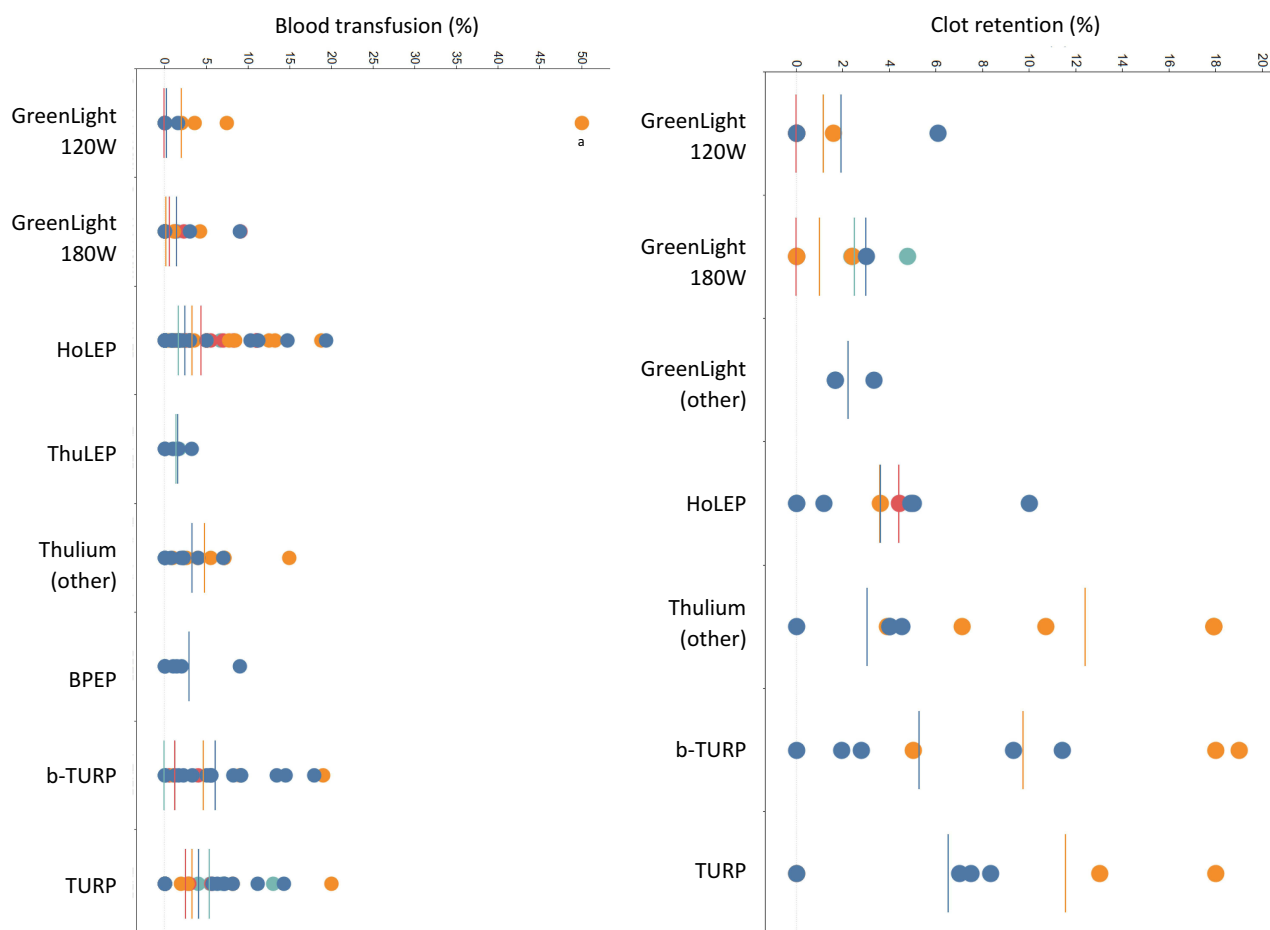 Blood transfusion (%)
0 5 10 15 20 25 30 35 40 45 50
GreenLight
120W
a
GreenLight
180W
HoLEP
ThuLEP
Thulium
(other)
BPEP
b-TURP
TURP
Clot retention (%)
0 2 4 6 8 10 12 14 16 18 20
GreenLight
120W
GreenLight
180W
GreenLight
(other)
HoLEP
Thulium
(other)
b-TURP
TURP